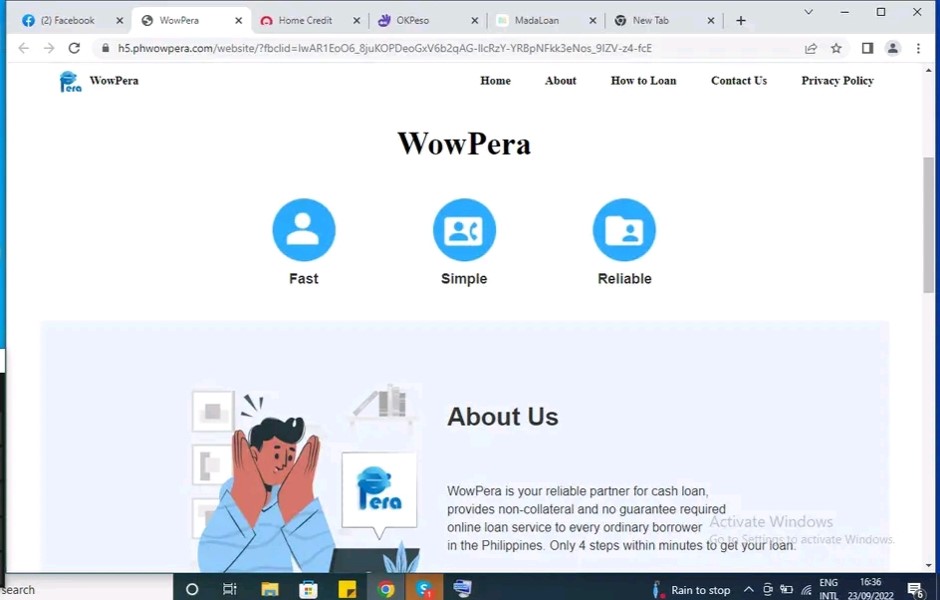 (2) Facebook
WowPera
Home Credit
OKPeso
MadaLoan
New Tab
h5.phwowpera.com/website/?fbclid=IwAR1EoO6_8juKOPDeoGxV6b2qAG-IlcRzY-YRBpNFkk3eNos_9IZV-z4-fcE
Pera
WowPera
Home
About
How to Loan
Contact Us
Privacy Policy
WowPera
Fast
Simple
Reliable
About Us
Pera
WowPera is your reliable partner for cash loan,
provides non-collateral and no guarantee required
online loan service to every ordinary borrower
in the Philippines. Only 4 steps within minutes to get your loan.
Activate Windows
Go to Settings to activate Windows.
search
Rain to stop
ENG
INTL
16:36
23/09/2022
6